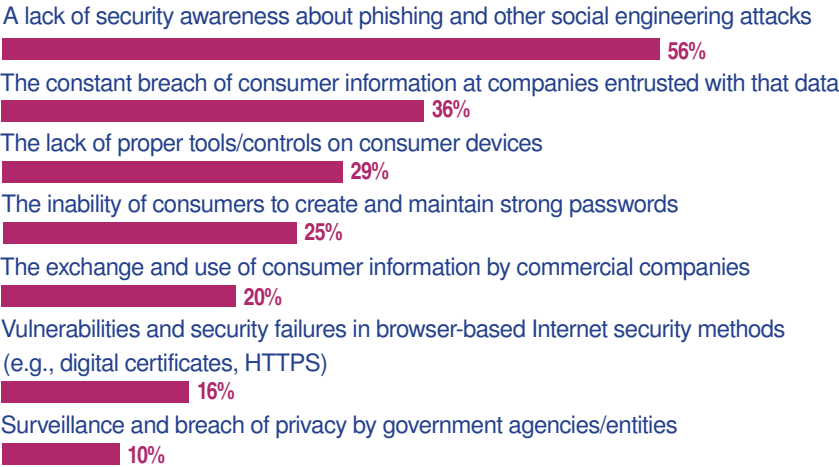 A lack of security awareness about phishing and other social engineering attacks
56%
The constant breach of consumer information at companies entrusted with that data
36%
The lack of proper tools/controls on consumer devices
29%
The inability of consumers to create and maintain strong passwords
25%
The exchange and use of consumer information by commercial companies
20%
Vulnerabilities and security failures in browser-based Internet security methods
(e.g., digital certificates, HTTPS)
16%
Surveillance and breach of privacy by government agencies/entities
10%